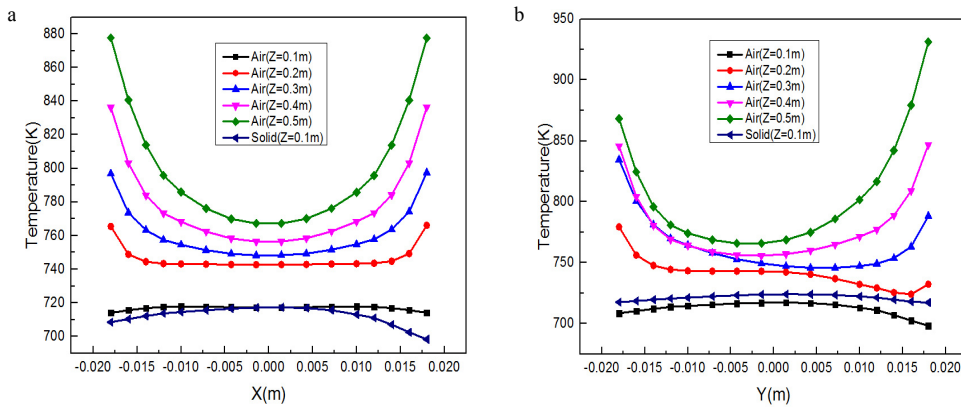 a
880
860
840
820
800
780
760
740
720
700
Temperature(K)
Air(Z=0.1m)
Air(Z=0.2m)
Air(Z=0.3m)
Air(Z=0.4m)
Air(Z=0.5m)
Solid(Z=0.1m)
-0.020 -0.015 -0.010 -0.005 0.000 0.005 0.010 0.015 0.020
X(m)
b
950
900
850
800
750
700
Temperature(K)
Air(Z=0.1m)
Air(Z=0.2m)
Air(Z=0.3m)
Air(Z=0.4m)
Air(Z=0.5m)
Solid(Z=0.1m)
-0.020 -0.015 -0.010 -0.005 0.000 0.005 0.010 0.015 0.020
Y(m)